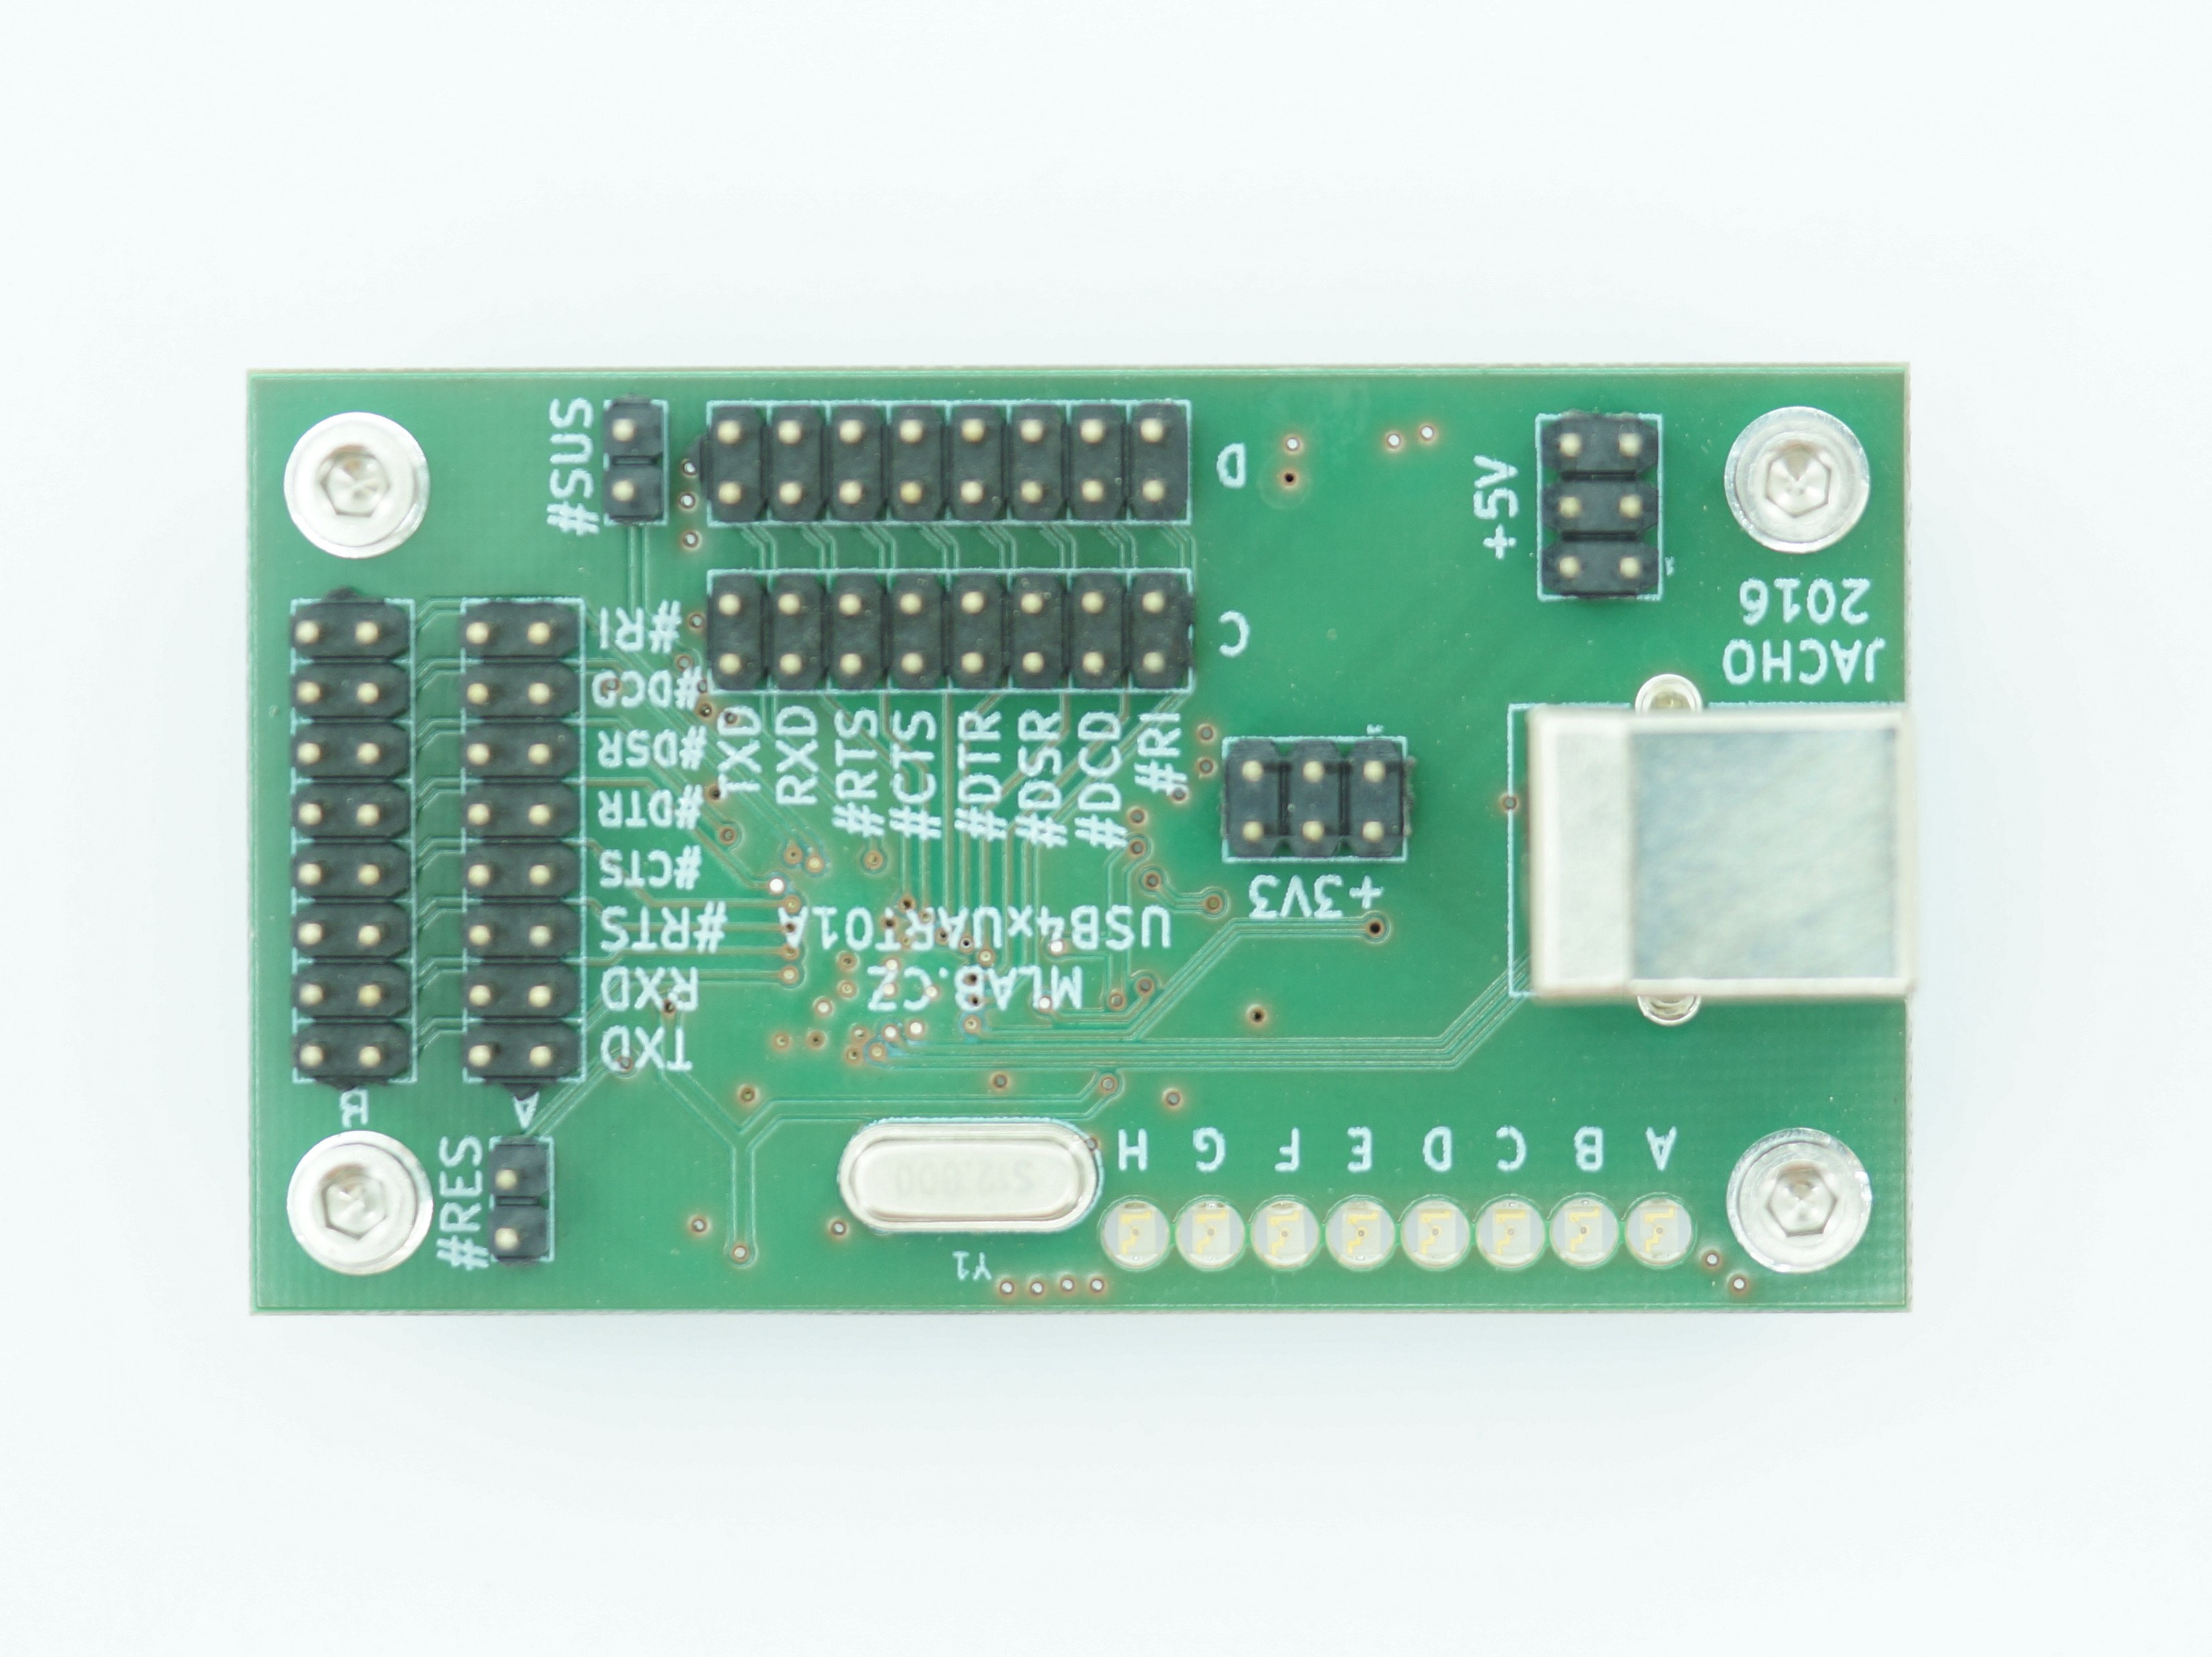 Y1
S12.000
A B C D E F G H
#RES
A B
TXD
RXD
#RTS
#CTS
#DTR
#DSR
#DCD
#RI
MLAB.CZ
USB4xUART01A
+3V3
#RI #DCD #DSR #DTR #CTS #RTS RXD TXD
C
D
JACHO
2016
+5V
#SUS